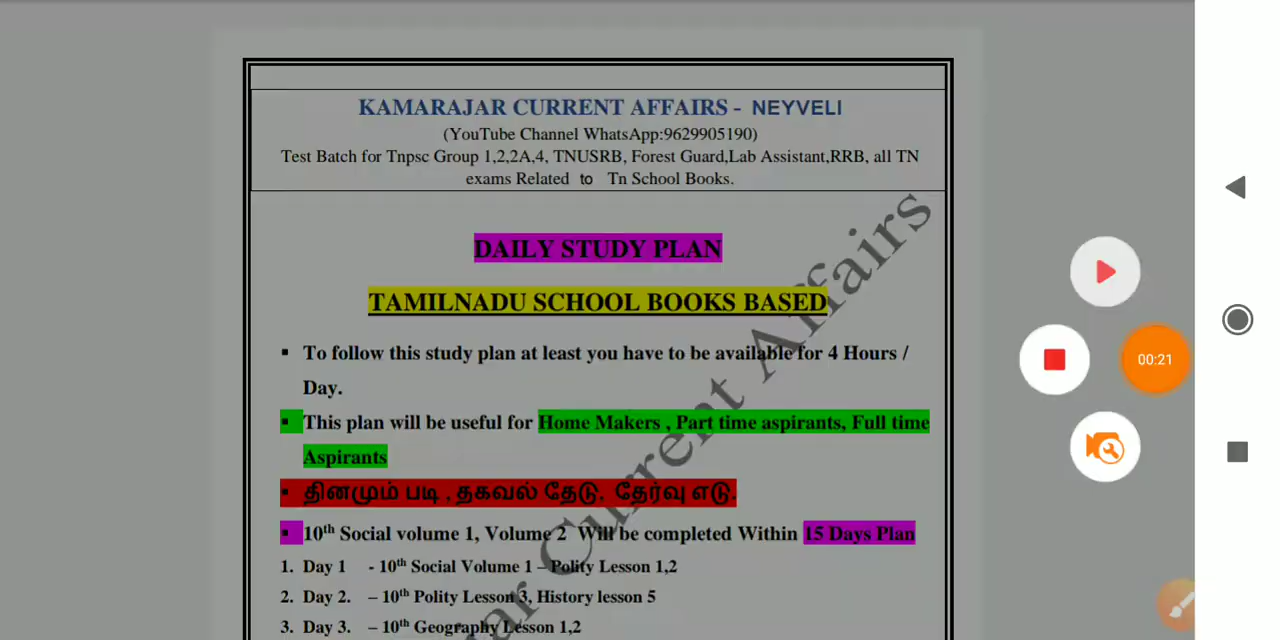 KAMARAJAR CURRENT AFFAIRS - NEYVELI
(YouTube Channel WhatsApp:9629905190)
Test Batch for Tnpsc Group 1,2,2A,4, TNUSRB, Forest Guard,Lab Assistant,RRB, all TN
exams Related to Tn School Books.
DAILY STUDY PLAN
TAMILNADU SCHOOL BOOKS BASED
▪ To follow this study plan at least you have to be available for 4 Hours /
Day.
▪ This plan will be useful for Home Makers , Part time aspirants, Full time
Aspirants
▪ தினமும் படி , தகவல் தேடு. தேர்வு எடு.
▪ 10th Social volume 1, Volume 2 Will be completed Within 15 Days Plan
1. Day 1 - 10th Social Volume 1 – Polity Lesson 1,2
2. Day 2. – 10th Polity Lesson 3, History lesson 5
3. Day 3. – 10th Geography Lesson 1,2
ar Current Affairs
00:21